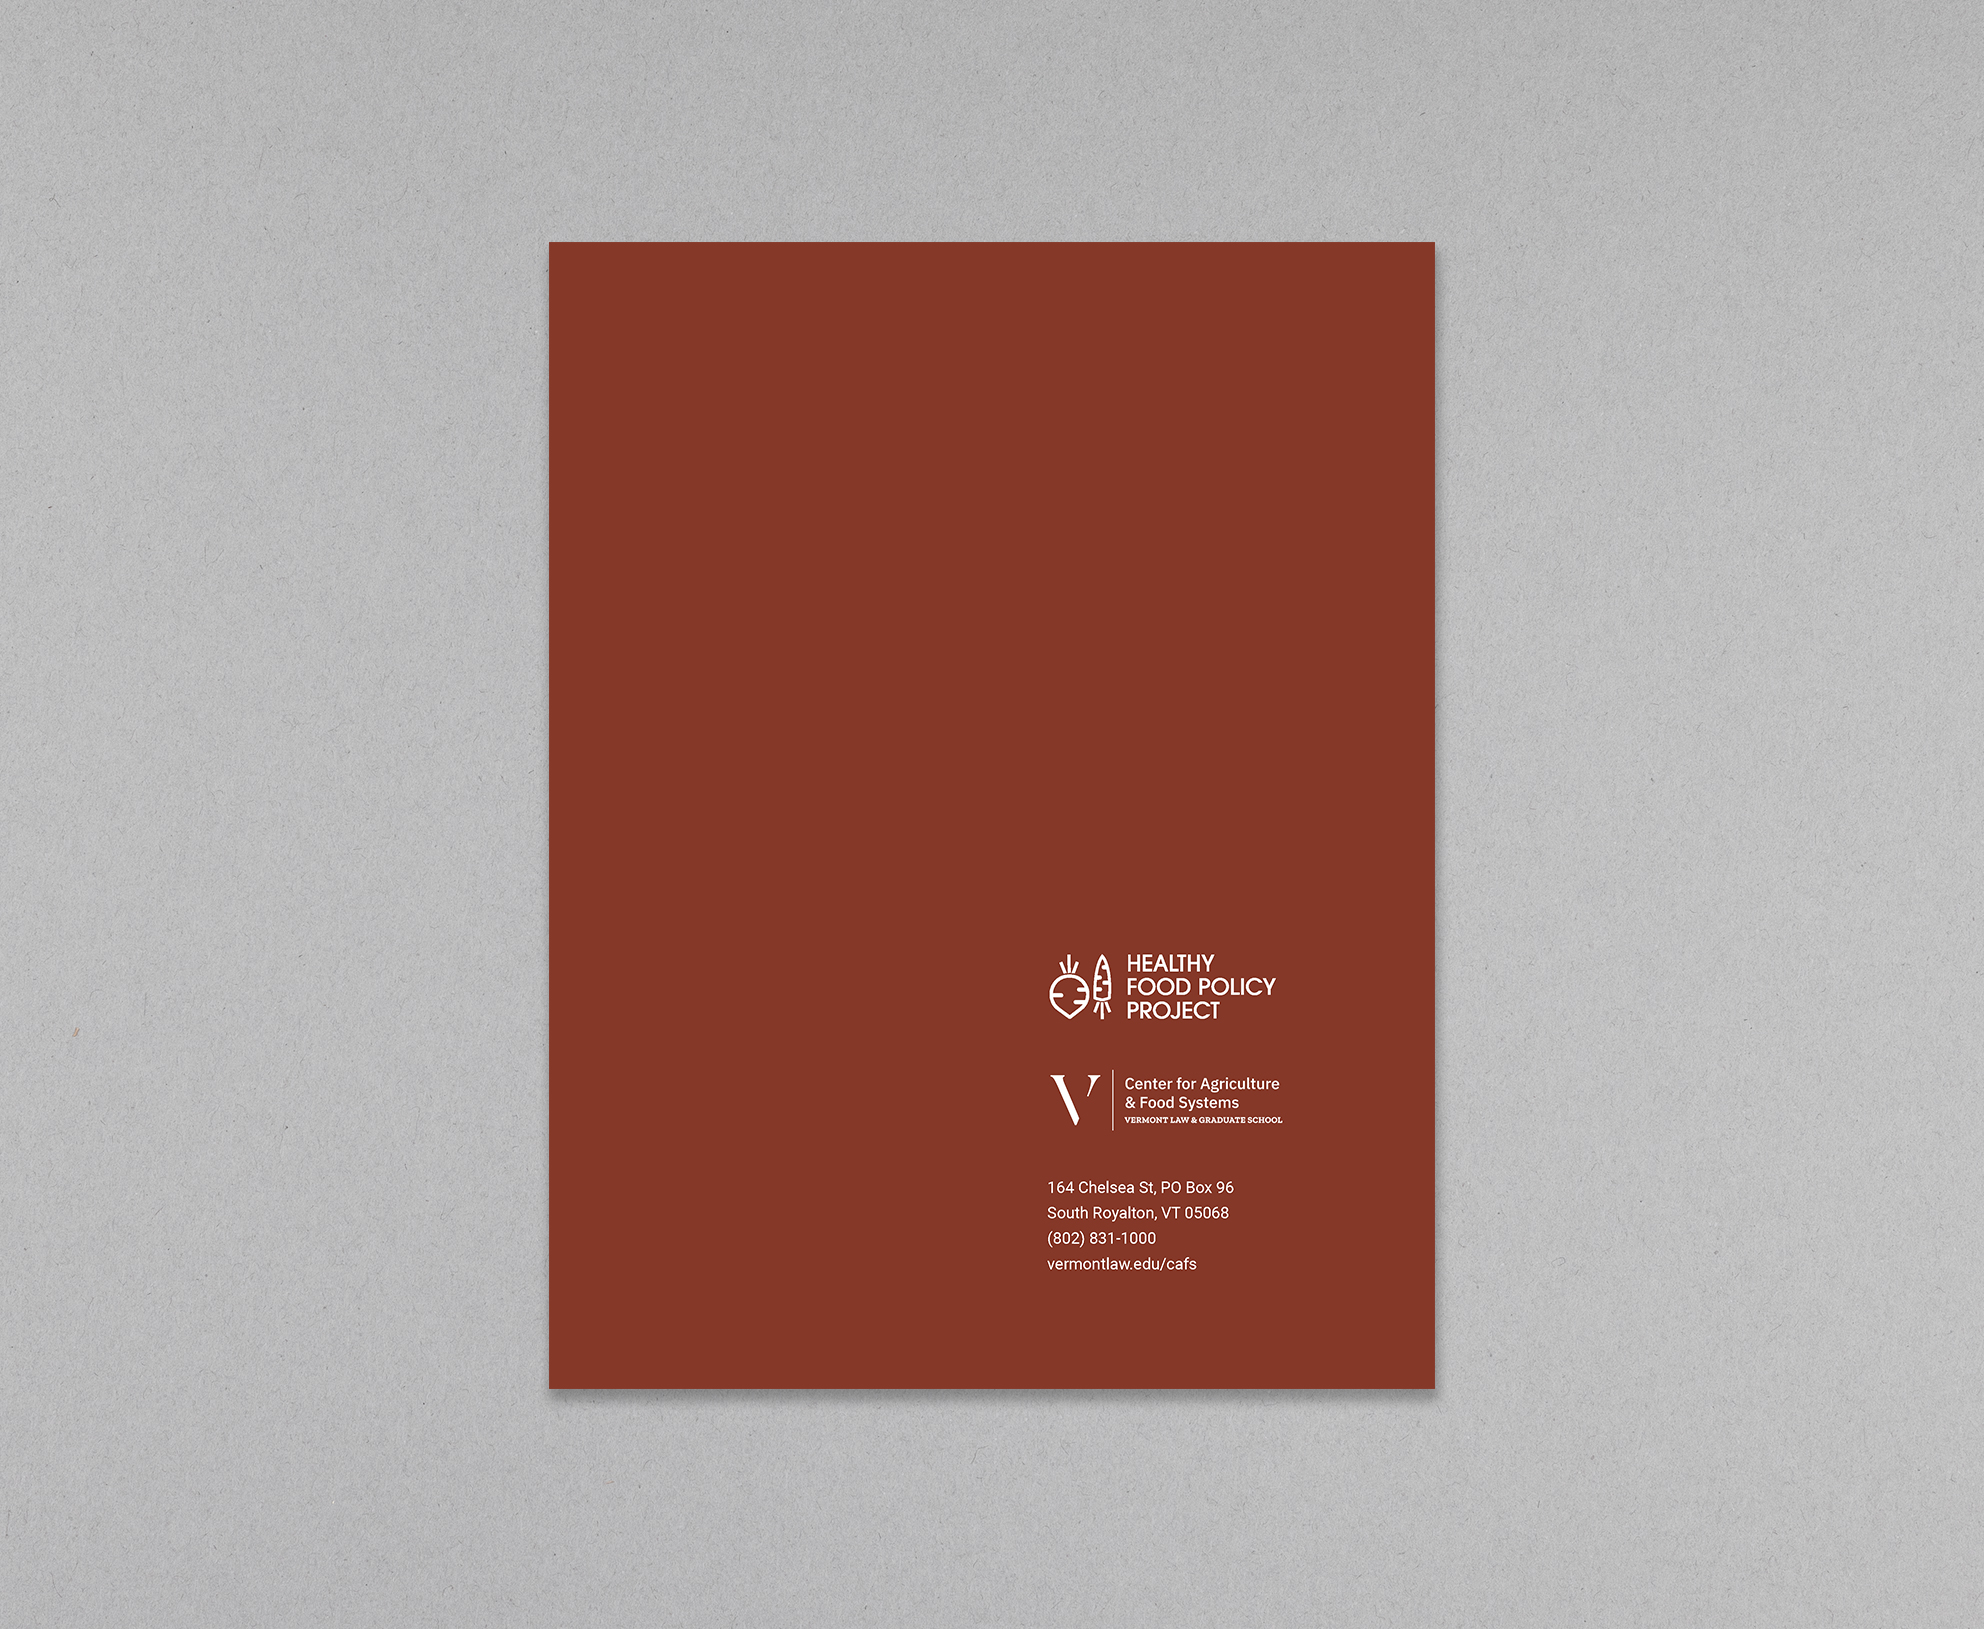 HEALTHY
FOOD POLICY
PROJECT
V
Center for Agriculture
& Food Systems
VERMONT LAW & GRADUATE SCHOOL
164 Chelsea St, PO Box 96
South Royalton, VT 05068
(802) 831-1000
vermontlaw.edu/cafs